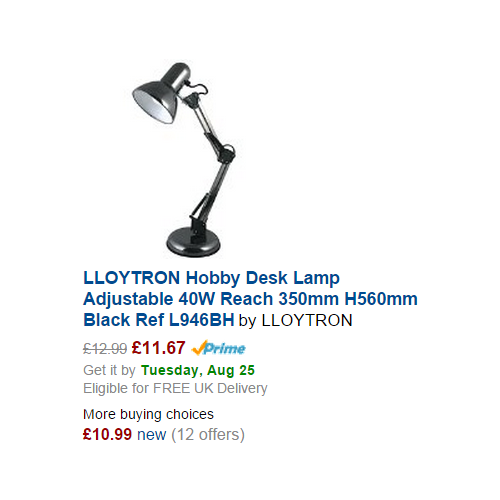 LLOYTRON Hobby Desk Lamp
Adjustable 40W Reach 350mm H560mm
Black Ref L946BH by LLOYTRON
£12.99 £11.67 Prime
Get it by Tuesday, Aug 25
Eligible for FREE UK Delivery
More buying choices
£10.99 new (12 offers)